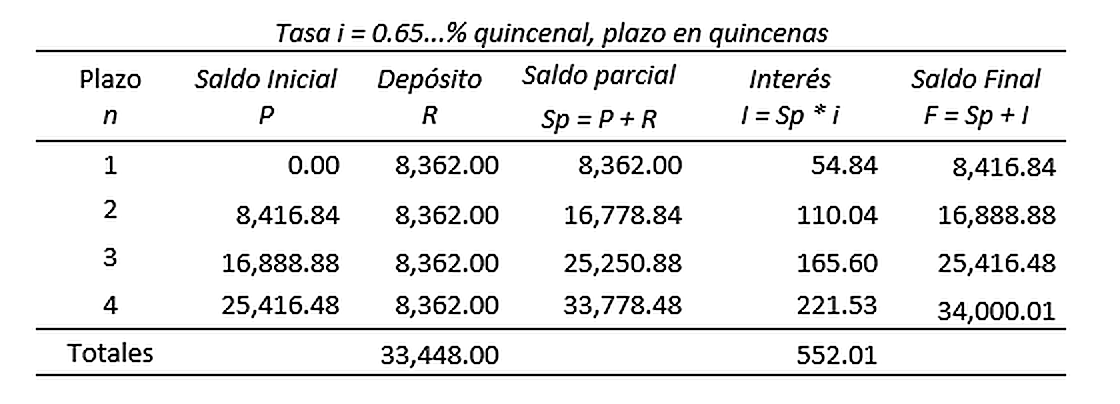 Tasa i = 0.65...% quincenal, plazo en quincenas
Plazo Saldo Inicial Depósito Saldo parcial Interés Saldo Final
n P R Sp = P + R I = Sp * i F = Sp + I
1 0.00 8,362.00 8,362.00 54.84 8,416.84
2 8,416.84 8,362.00 16,778.84 110.04 16,888.88
3 16,888.88 8,362.00 25,250.88 165.60 25,416.48
4 25,416.48 8,362.00 33,778.48 221.53 34,000.01
Totales 33,448.00 552.01